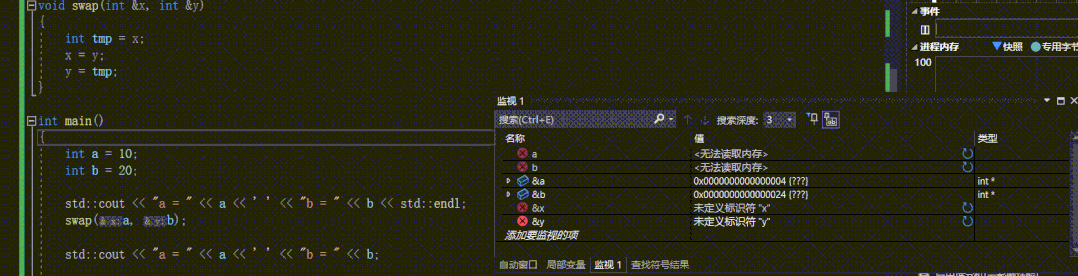 void swap(int &x, int &y)
{
int tmp = x;
x = y;
y = tmp;
}
int main()
{
int a = 10;
int b = 20;
std::cout << "a = " << a << ' ' << "b = " << b << std::endl;
swap(&x:a, &y:b);
std::cout << "a = " << a << ' ' << "b = " << b;
事件
进程内存
快照
专用字节
100
监视 1
搜索(Ctrl+E)
搜索深度: 3
名称 值 类型
a <无法读取内存>
b <无法读取内存>
&a 0x0000000000000004 {???} int *
&b 0x0000000000000024 {???} int *
&x 未定义标识符 "x"
&y 未定义标识符 "y"
添加要监视的项
自动窗口 局部变量 监视 1 查找符号结果